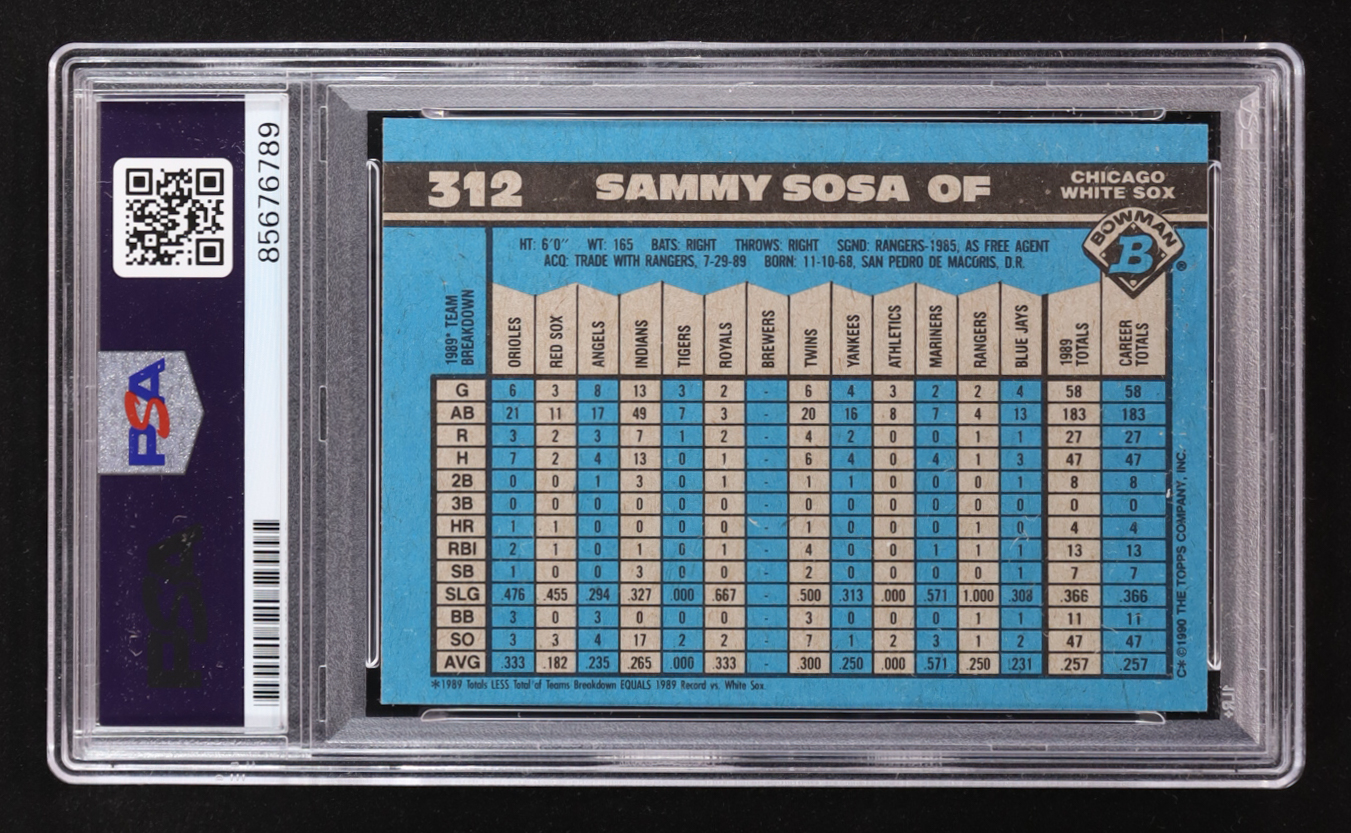 85676789
PSA
PSA
312 SAMMY SOSA OF CHICAGO
WHITE SOX
BOWMAN
B ®
HT: 6'0" WT: 165 BATS: RIGHT THROWS: RIGHT SGND: RANGERS-1985, AS FREE AGENT
ACQ: TRADE WITH RANGERS, 7-29-89 BORN: 11-10-68, SAN PEDRO DE MACORIS, D.R.
1989* TEAM BREAKDOWN ORIOLES RED SOX ANGELS INDIANS TIGERS ROYALS BREWERS TWINS YANKEES ATHLETICS MARINERS RANGERS BLUE JAYS 1989 TOTALS CAREER TOTALS
G 6 3 8 13 3 2 - 6 4 3 2 2 4 58 58
AB 21 11 17 49 7 3 - 20 16 8 7 4 13 183 183
R 3 2 3 7 1 2 - 4 2 0 0 1 1 27 27
H 7 2 4 13 0 1 - 6 4 0 4 1 3 47 47
2B 0 0 1 3 0 1 - 1 1 0 0 0 1 8 8
3B 0 0 0 0 0 0 - 0 0 0 0 0 0 0 0
HR 1 1 0 0 0 0 - 1 0 0 0 1 0 4 4
RBI 2 1 0 1 0 1 - 4 0 0 1 1 1 13 13
SB 1 0 0 3 0 0 - 2 0 0 0 0 1 7 7
SLG .476 .455 .294 .327 .000 .667 - .500 .313 .000 .571 1.000 .308 .366 .366
BB 3 0 3 0 0 0 - 3 0 0 0 1 1 11 11
SO 3 3 4 17 2 2 - 7 1 2 3 1 2 47 47
AVG .333 .182 .235 .265 .000 .333 - .300 .250 .000 .571 .250 .231 .257 .257
*1989 Totals LESS Total of Teams Breakdown EQUALS 1989 Record vs. White Sox.
C* ©1990 THE TOPPS COMPANY, INC.